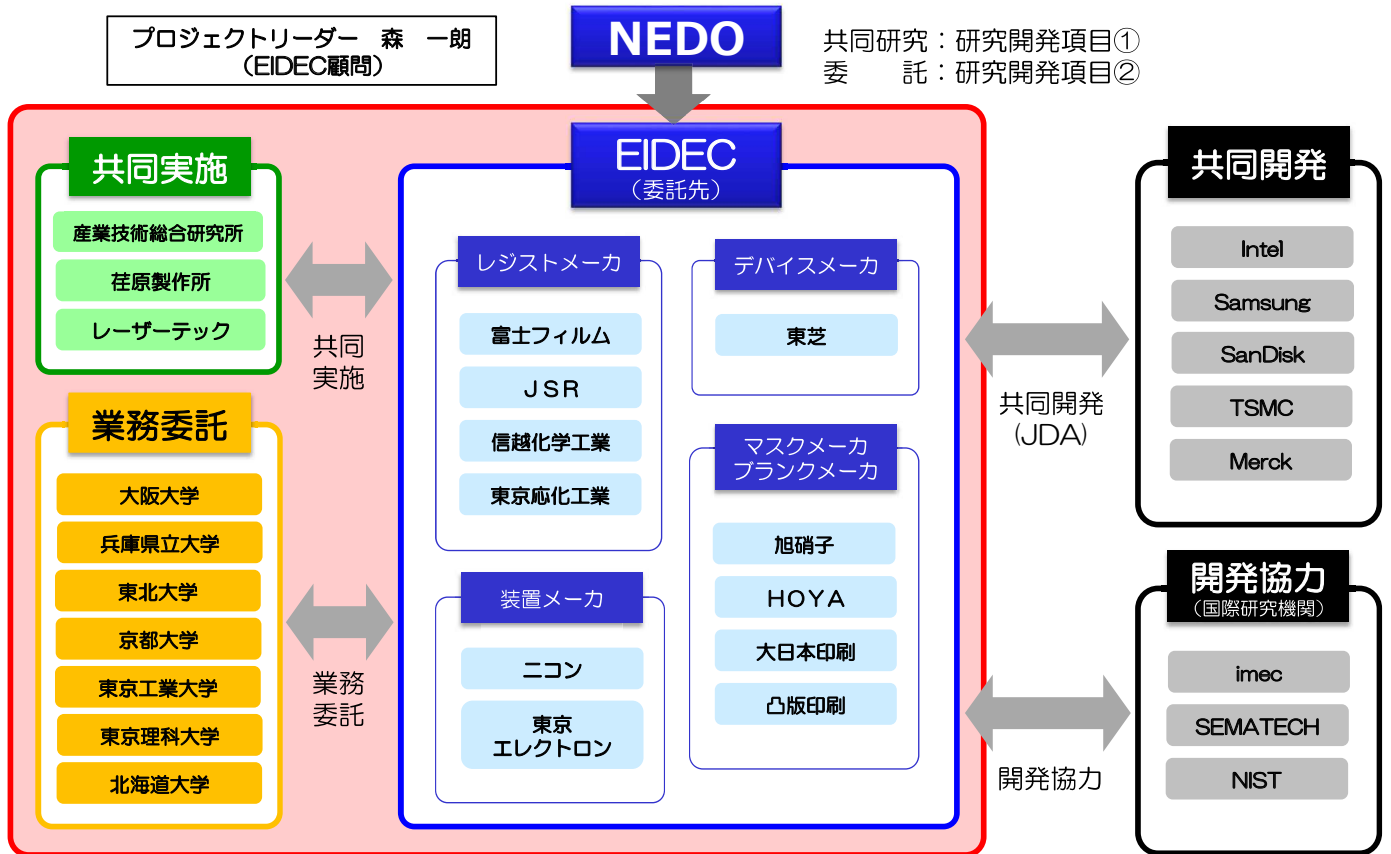 プロジェクトリーダー 森 一朗
（EIDEC顧問）
NEDO
共同研究：研究開発項目①
委　　託：研究開発項目②
EIDEC
（委託先）
共同実施
産業技術総合研究所
荏原製作所
レーザーテック
共同
実施
業務委託
大阪大学
兵庫県立大学
東北大学
京都大学
東京工業大学
東京理科大学
北海道大学
業務
委託
レジストメーカ
富士フィルム
ＪＳＲ
信越化学工業
東京応化工業
装置メーカ
ニコン
東京
エレクトロン
デバイスメーカ
東芝
マスクメーカ
ブランクメーカ
旭硝子
ＨＯＹＡ
大日本印刷
凸版印刷
共同開発
(JDA)
開発協力
共同開発
Intel
Samsung
SanDisk
TSMC
Merck
開発協力
（国際研究機関）
imec
SEMATECH
NIST